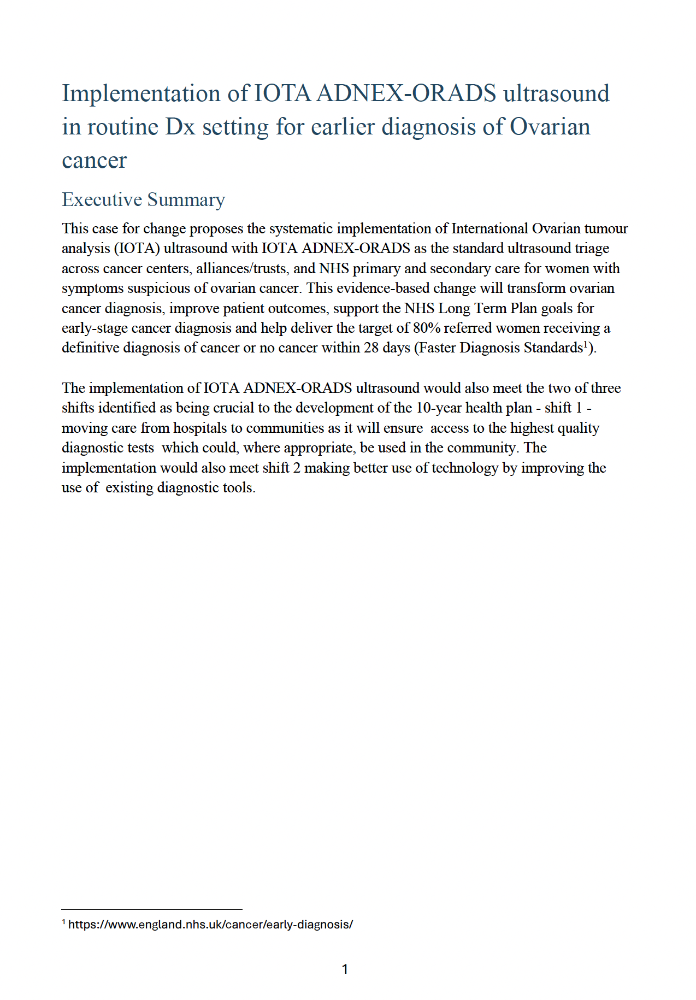 Implementation of IOTA ADNEX-ORADS ultrasound
in routine Dx setting for earlier diagnosis of Ovarian
cancer
Executive Summary
This case for change proposes the systematic implementation of International Ovarian tumour
analysis (IOTA) ultrasound with IOTA ADNEX-ORADS as the standard ultrasound triage
across cancer centers, alliances/trusts, and NHS primary and secondary care for women with
symptoms suspicious of ovarian cancer. This evidence-based change will transform ovarian
cancer diagnosis, improve patient outcomes, support the NHS Long Term Plan goals for
early-stage cancer diagnosis and help deliver the target of 80% referred women receiving a
definitive diagnosis of cancer or no cancer within 28 days (Faster Diagnosis Standards¹).
The implementation of IOTA ADNEX-ORADS ultrasound would also meet the two of three
shifts identified as being crucial to the development of the 10-year health plan - shift 1 -
moving care from hospitals to communities as it will ensure  access to the highest quality
diagnostic tests  which could, where appropriate, be used in the community. The
implementation would also meet shift 2 making better use of technology by improving the
use of  existing diagnostic tools.
¹ https://www.england.nhs.uk/cancer/early-diagnosis/
1